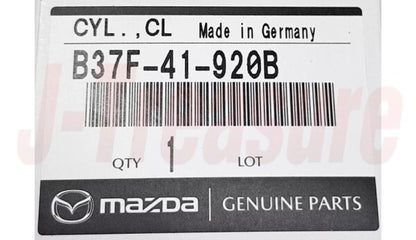 CYL.,CL Made in Germany
B37F-41-920B
J-Treasure
QTY 1 LOT
mazda GENUINE PARTS